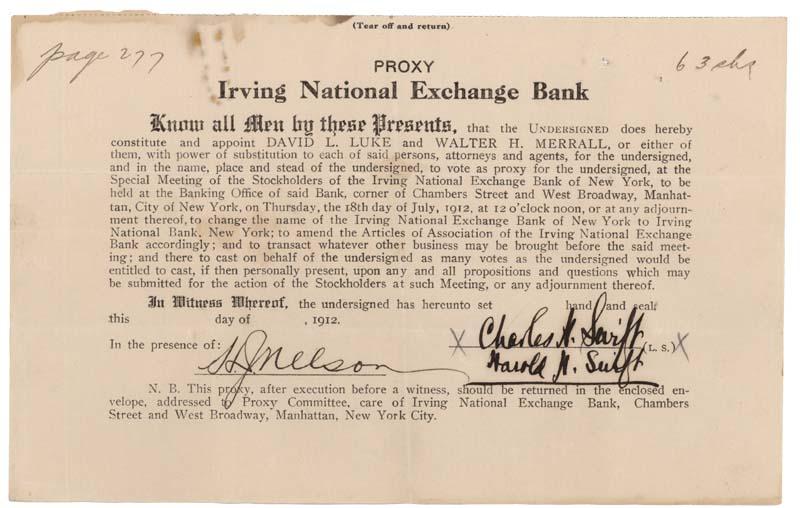 (Tear off and return)
page 277
63 shs
PROXY
Irving National Exchange Bank
Know all Men by these Presents, that the UNDERSIGNED does hereby
constitute and appoint DAVID L. LUKE and WALTER H. MERRALL, or either of
them, with power of substitution to each of said persons, attorneys and agents, for the undersigned,
and in the name, place and stead of the undersigned, to vote as proxy for the undersigned, at the
Special Meeting of the Stockholders of the Irving National Exchange Bank of New York, to be
held at the Banking Office of said Bank, corner of Chambers Street and West Broadway, Manhat-
tan, City of New York, on Thursday, the 18th day of July, 1912, at 12 o'clock noon, or at any adjourn-
ment thereof, to change the name of the Irving National Exchange Bank of New York to Irving
National Bank, New York; to amend the Articles of Association of the Irving National Exchange
Bank accordingly; and to transact whatever other business may be brought before the said meet-
ing; and there to cast on behalf of the undersigned as many votes as the undersigned would be
entitled to cast, if then personally present, upon any and all propositions and questions which may
be submitted for the action of the Stockholders at such Meeting, or any adjournment thereof.
In Witness Whereof, the undersigned has hereunto set hand and seal
this day of , 1912.
In the presence of: X Charles H. Swift (L. S.) X
Harold H. Swift
SJ Nelson
N. B. This proxy, after execution before a witness, should be returned in the enclosed en-
velope, addressed to Proxy Committee, care of Irving National Exchange Bank, Chambers
Street and West Broadway, Manhattan, New York City.